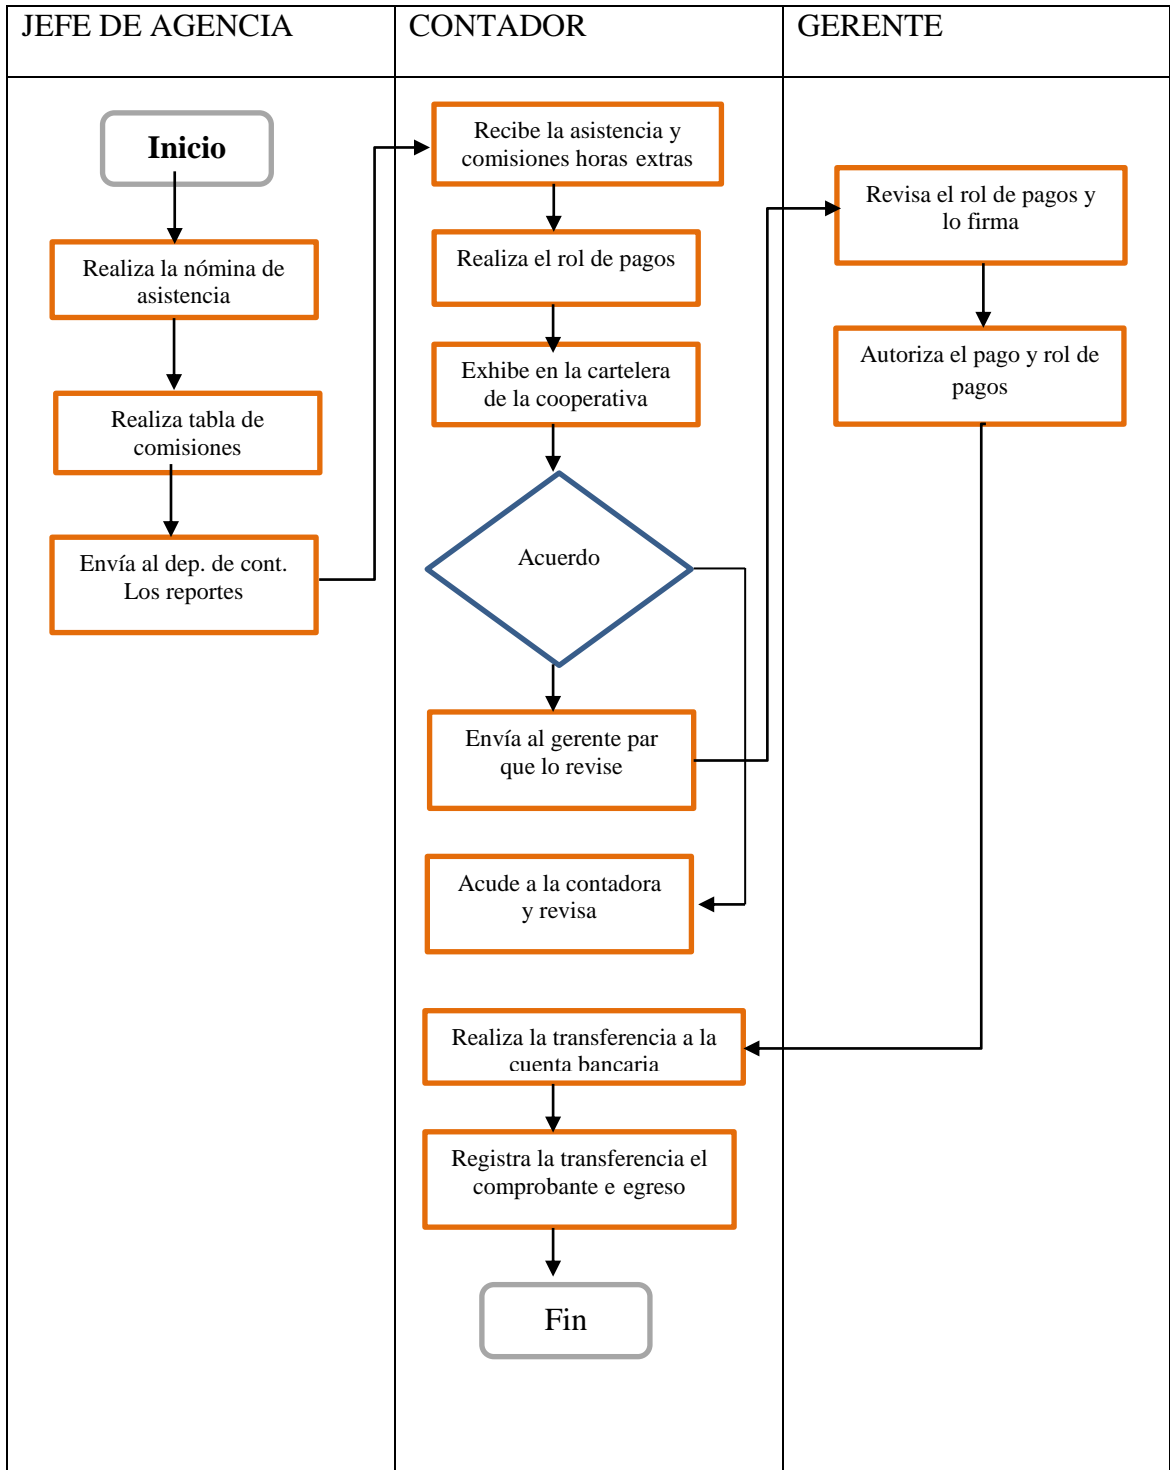 JEFE DE AGENCIA
CONTADOR
GERENTE
Inicio
Realiza la nómina de
asistencia
Realiza tabla de
comisiones
Envía al dep. de cont.
Los reportes
Recibe la asistencia y
comisiones horas extras
Realiza el rol de pagos
Exhibe en la cartelera
de la cooperativa
Acuerdo
Envía al gerente par
que lo revise
Acude a la contadora
y revisa
Realiza la transferencia a la
cuenta bancaria
Registra la transferencia el
comprobante e egreso
Fin
Revisa el rol de pagos y
lo firma
Autoriza el pago y rol de
pagos